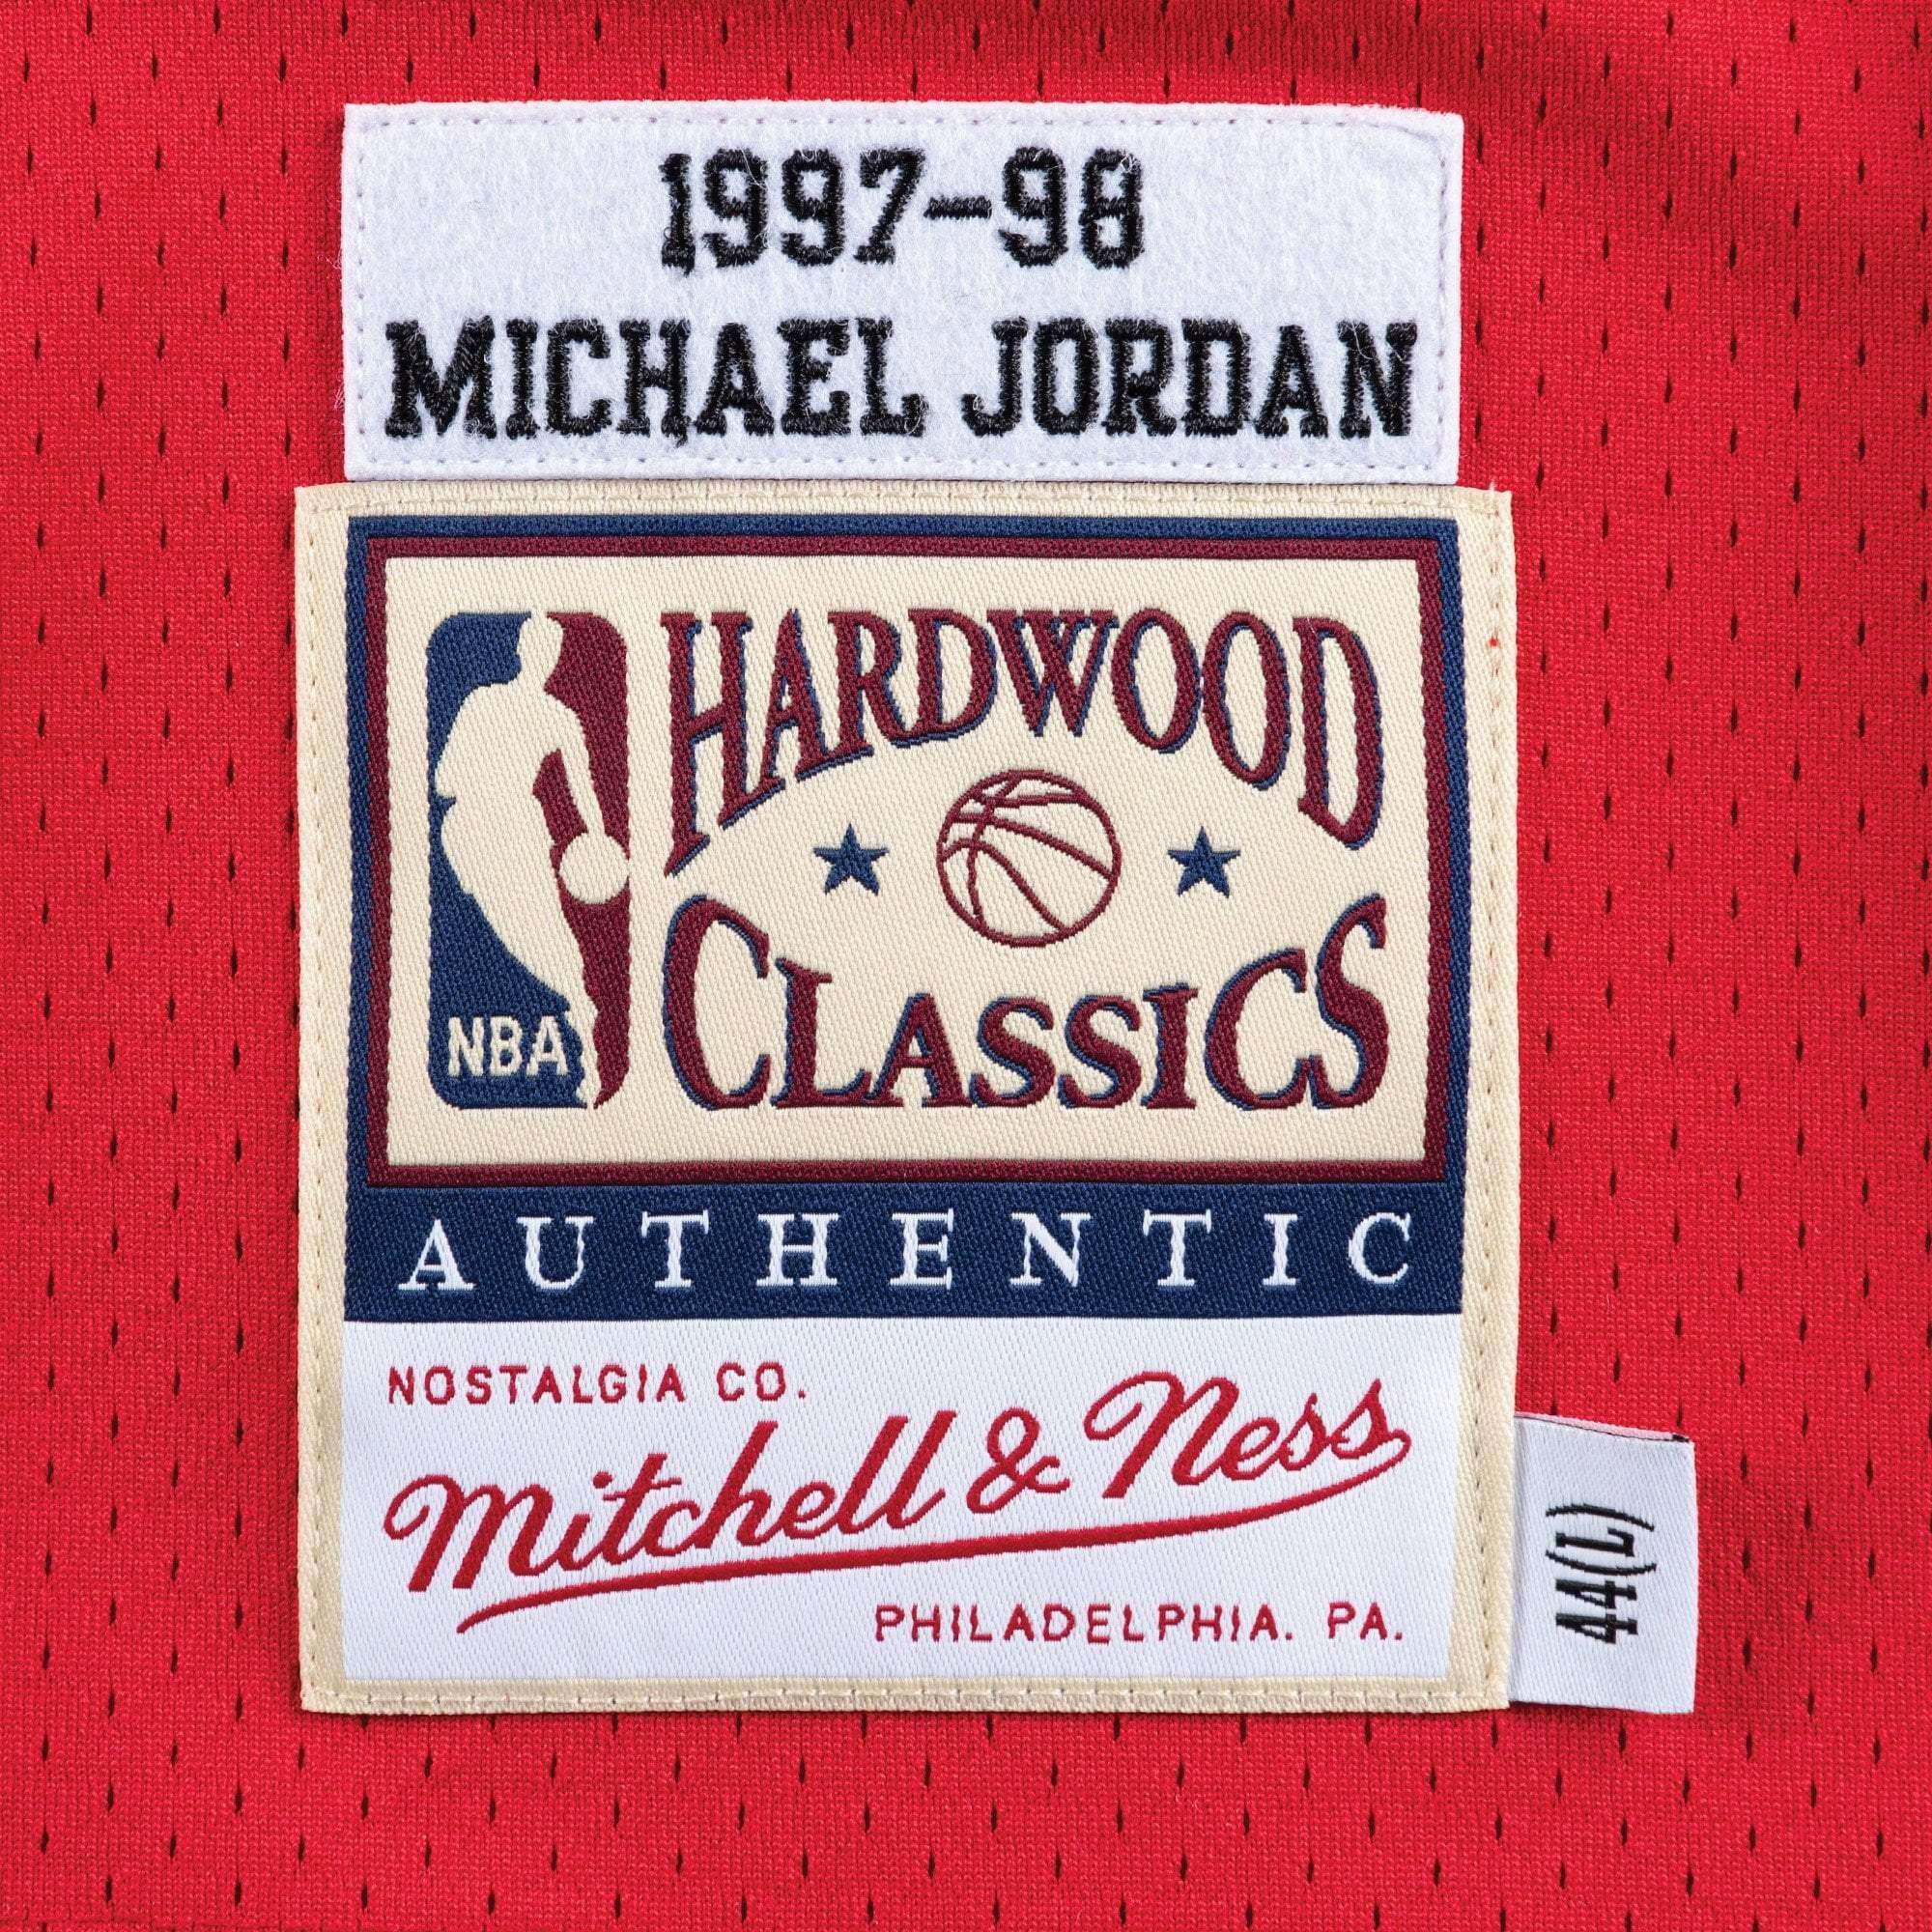 1997-98
MICHAEL JORDAN
HARDWOOD
CLASSICS
NBA
AUTHENTIC
NOSTALGIA CO.
Mitchell & Ness
PHILADELPHIA. PA.
44(L)